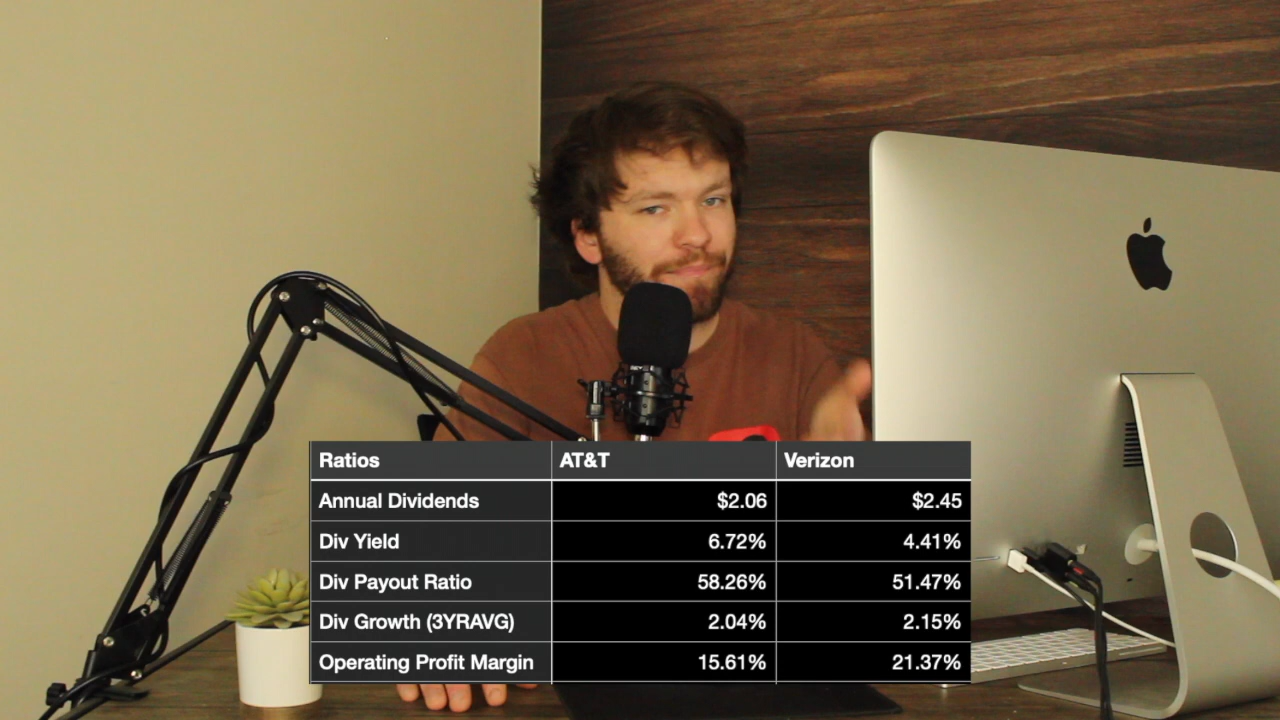 Ratios AT&T Verizon
Annual Dividends $2.06 $2.45
Div Yield 6.72% 4.41%
Div Payout Ratio 58.26% 51.47%
Div Growth (3YRAVG) 2.04% 2.15%
Operating Profit Margin 15.61% 21.37%